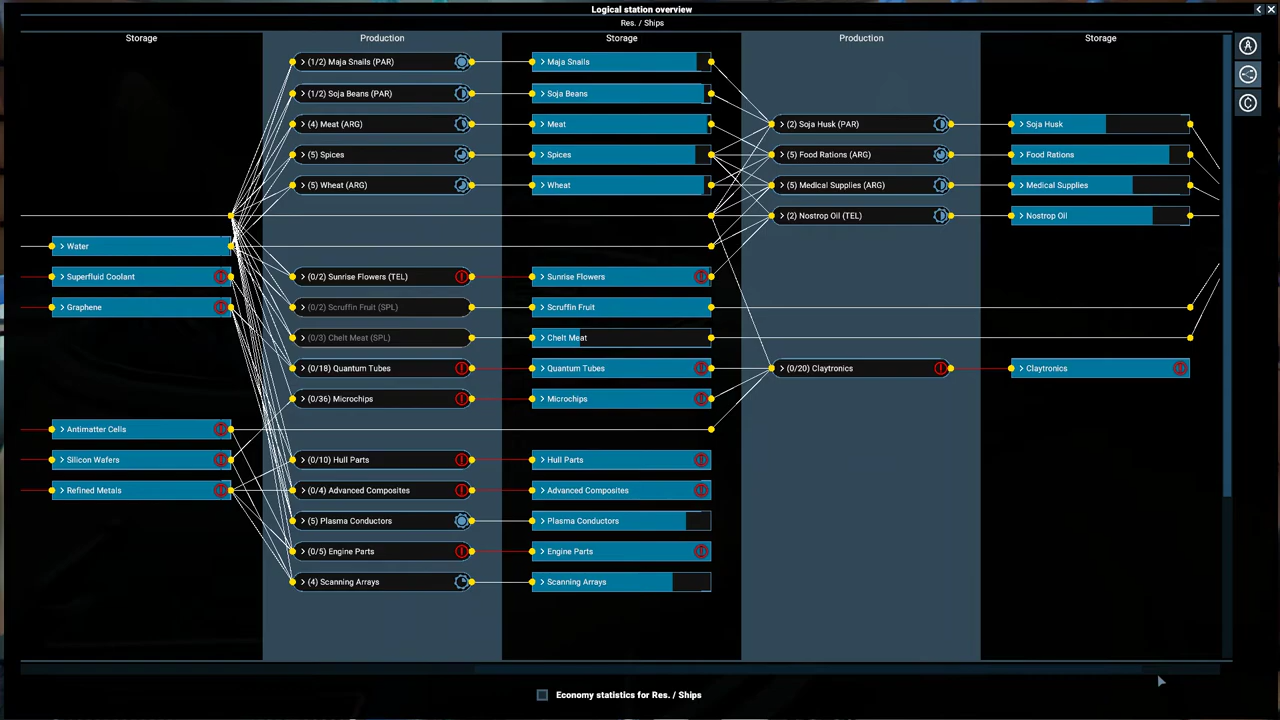 Logical station overview
Res. / Ships
Storage
Production
Storage
Production
Storage
Water
Superfluid Coolant
Graphene
Antimatter Cells
Silicon Wafers
Refined Metals
(1/2) Maja Snails (PAR)
(1/2) Soja Beans (PAR)
(4) Meat (ARG)
(5) Spices
(5) Wheat (ARG)
(0/2) Sunrise Flowers (TEL)
(0/2) Scruffin Fruit (SPL)
(0/3) Chelt Meat (SPL)
(0/18) Quantum Tubes
(0/36) Microchips
(0/10) Hull Parts
(0/4) Advanced Composites
(5) Plasma Conductors
(0/5) Engine Parts
(4) Scanning Arrays
Maja Snails
Soja Beans
Meat
Spices
Wheat
Sunrise Flowers
Scruffin Fruit
Chelt Meat
Quantum Tubes
Microchips
Hull Parts
Advanced Composites
Plasma Conductors
Engine Parts
Scanning Arrays
(2) Soja Husk (PAR)
(5) Food Rations (ARG)
(5) Medical Supplies (ARG)
(2) Nostrop Oil (TEL)
(0/20) Claytronics
Soja Husk
Food Rations
Medical Supplies
Nostrop Oil
Claytronics
Economy statistics for Res. / Ships